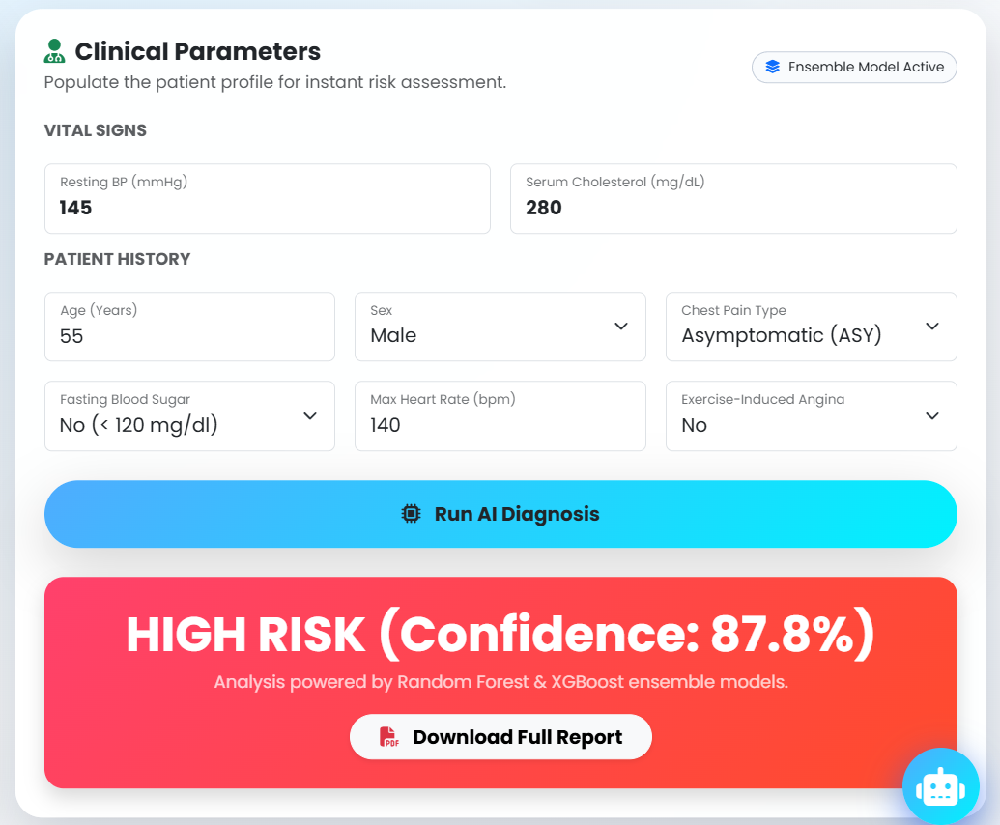 Clinical Parameters
Populate the patient profile for instant risk assessment.
Ensemble Model Active
VITAL SIGNS
Resting BP (mmHg)
145
Serum Cholesterol (mg/dL)
280
PATIENT HISTORY
Age (Years)
55
Sex
Male
Chest Pain Type
Asymptomatic (ASY)
Fasting Blood Sugar
No (< 120 mg/dl)
Max Heart Rate (bpm)
140
Exercise-Induced Angina
No
Run AI Diagnosis
HIGH RISK (Confidence: 87.8%)
Analysis powered by Random Forest & XGBoost ensemble models.
PDF
Download Full Report